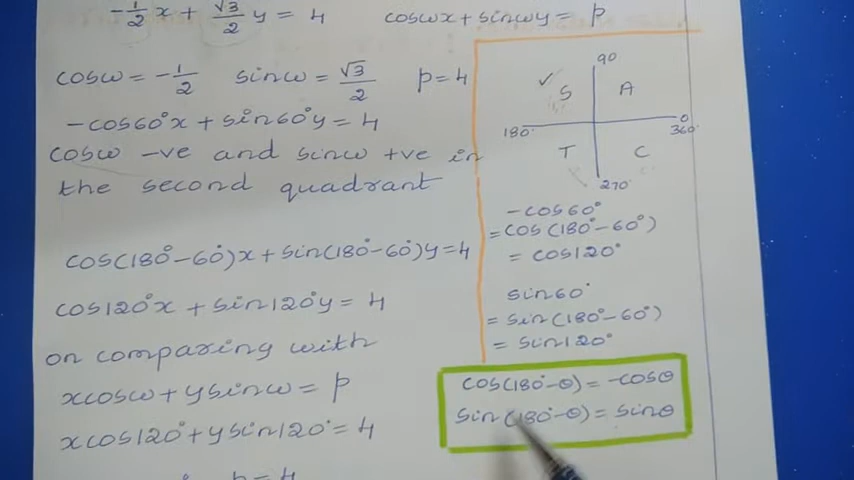 -1/2 x + √3/2 y = 4
cosωx + sinωy = p
cosω = -1/2 sinω = √3/2 p = 4
-cos60°x + sin60°y = 4
cosω -ve and sinω +ve in
the second quadrant
cos(180°-60°)x + sin(180°-60°)y = 4
cos120°x + sin120°y = 4
on comparing with
xcosω + ysinω = p
xcos120° + ysin120° = 4
p = 4
90
✓ S A
180° 0
360°
T C
270°
-cos60°
= cos(180°-60°)
= cos120°
sin60°
= sin(180°-60°)
= sin120°
cos(180°-θ) = -cosθ
sin(180°-θ) = sinθ